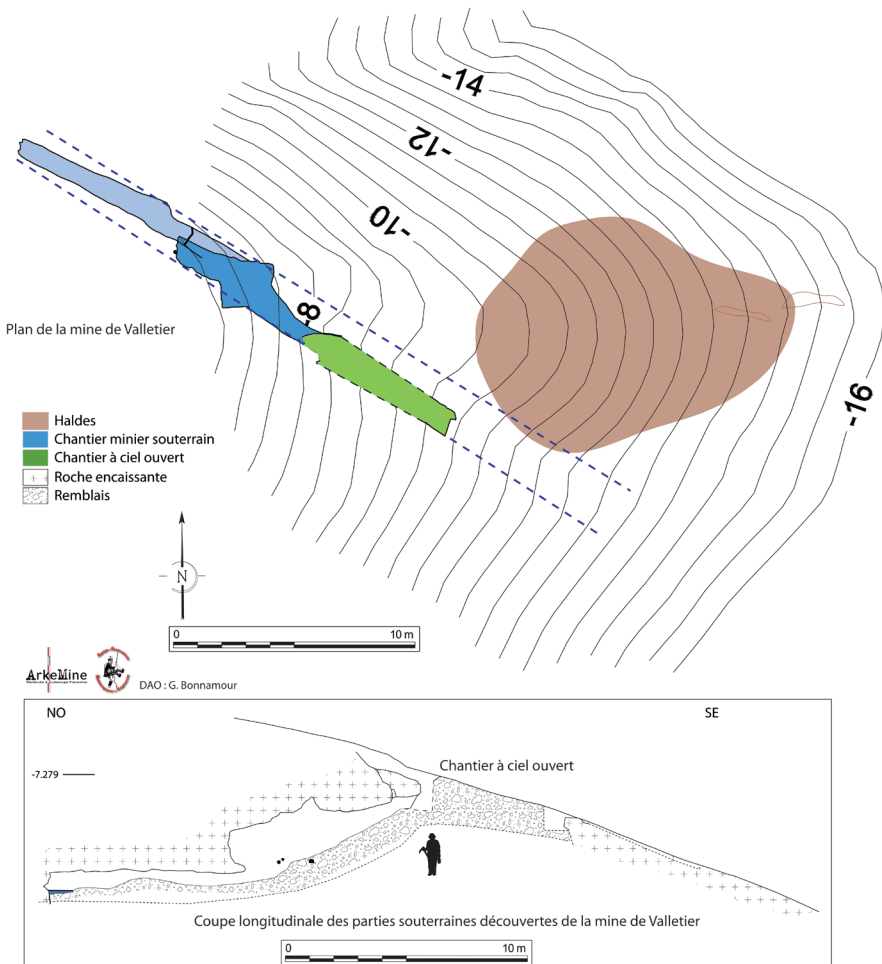 -14
-12
-10
-8
-16
Plan de la mine de Valletier
Haldes
Chantier minier souterrain
Chantier à ciel ouvert
Roche encaissante
Remblais
N
0 10 m
ArkeMine
DAO : G. Bonnamour
NO SE
-7.279
Chantier à ciel ouvert
Coupe longitudinale des parties souterraines découvertes de la mine de Valletier
0 10 m